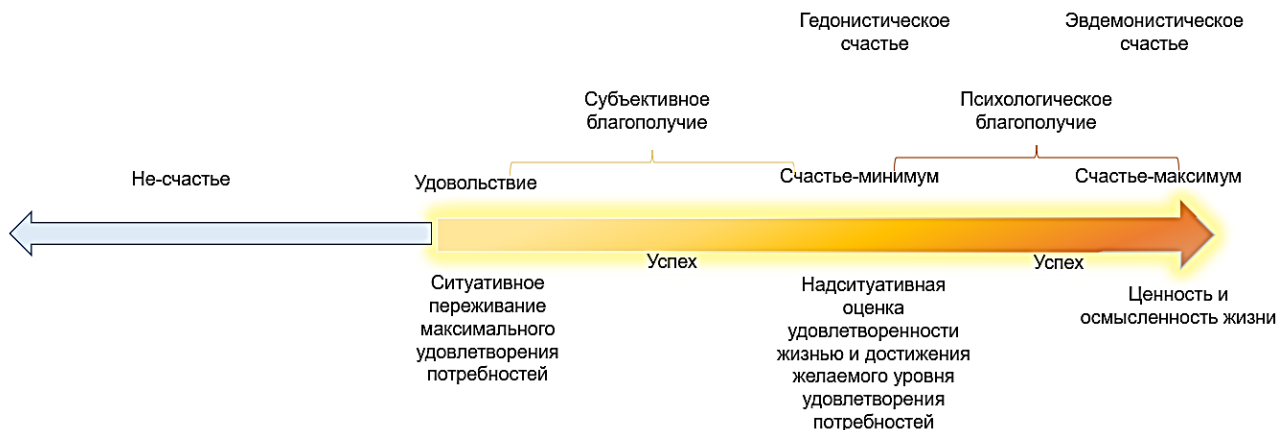 Гедонистическое
счастье
Эвдемонистическое
счастье
Субъективное
благополучие
Психологическое
благополучие
Не-счастье
Удовольствие
Счастье-минимум
Счастье-максимум
Успех
Успех
Ситуативное
переживание
максимального
удовлетворения
потребностей
Надситуативная
оценка
удовлетворенности
жизнью и достижения
желаемого уровня
удовлетворения
потребностей
Ценность и
осмысленность жизни